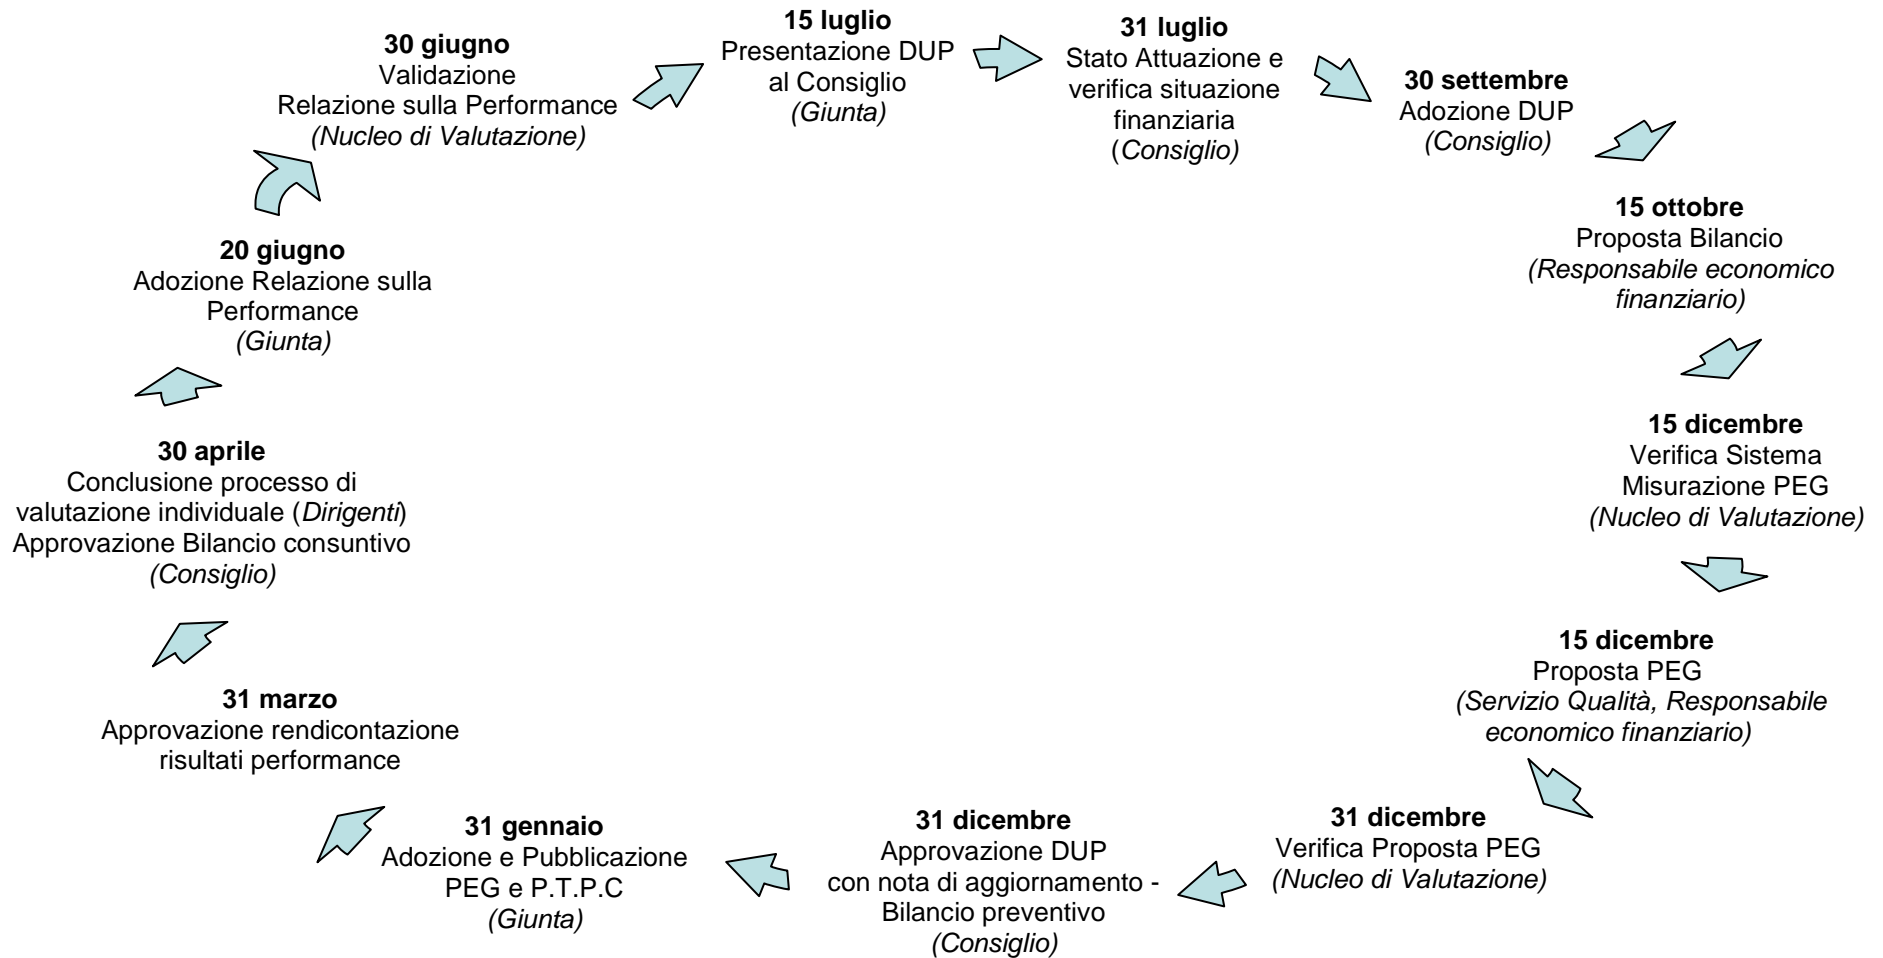 15 luglio
Presentazione DUP
al Consiglio
(Giunta)
31 luglio
Stato Attuazione e
verifica situazione
finanziaria
(Consiglio)
30 settembre
Adozione DUP
(Consiglio)
15 ottobre
Proposta Bilancio
(Responsabile economico
finanziario)
15 dicembre
Verifica Sistema
Misurazione PEG
(Nucleo di Valutazione)
15 dicembre
Proposta PEG
(Servizio Qualità, Responsabile
economico finanziario)
31 dicembre
Verifica Proposta PEG
(Nucleo di Valutazione)
31 dicembre
Approvazione DUP
con nota di aggiornamento -
Bilancio preventivo
(Consiglio)
31 gennaio
Adozione e Pubblicazione
PEG e P.T.P.C
(Giunta)
31 marzo
Approvazione rendicontazione
risultati performance
30 aprile
Conclusione processo di
valutazione individuale (Dirigenti)
Approvazione Bilancio consuntivo
(Consiglio)
20 giugno
Adozione Relazione sulla
Performance
(Giunta)
30 giugno
Validazione
Relazione sulla Performance
(Nucleo di Valutazione)